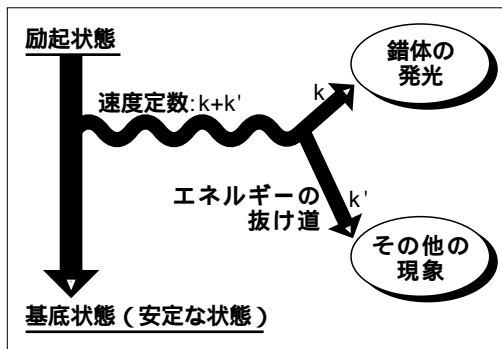 励起状態
錯体の
発光
速度定数:k+k'
k
エネルギーの
抜け道
k'
その他の
現象
基底状態(安定な状態)